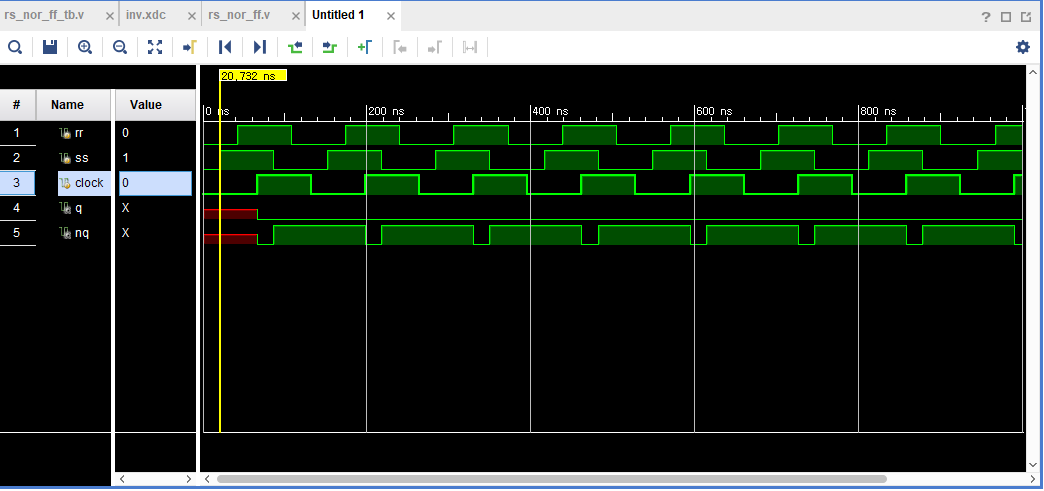 rs_nor_ff_tb.v × inv.xdc × rs_nor_ff.v × Untitled 1 ×
?
20,732 ns
# Name Value
0 ns 200 ns 400 ns 600 ns 800 ns
1 rr 0
2 ss 1
3 clock 0
4 q X
5 nq X